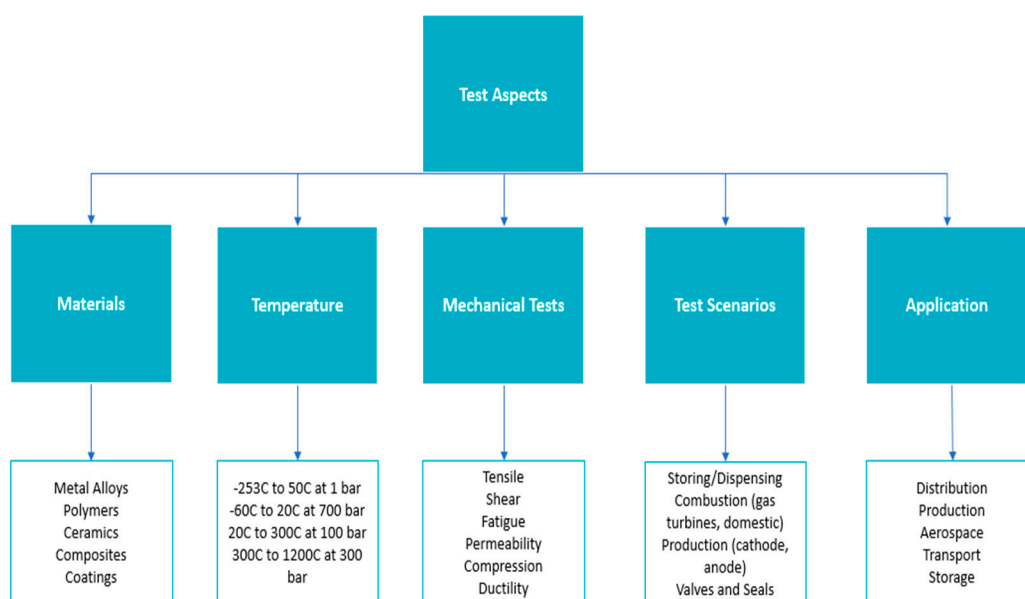 Test Aspects
Materials
Temperature
Mechanical Tests
Test Scenarios
Application
Metal Alloys
Polymers
Ceramics
Composites
Coatings
-253C to 50C at 1 bar
-60C to 20C at 700 bar
20C to 300C at 100 bar
300C to 1200C at 300
bar
Tensile
Shear
Fatigue
Permeability
Compression
Ductility
Storing/Dispensing
Combustion (gas
turbines, domestic)
Production (cathode,
anode)
Valves and Seals
Distribution
Production
Aerospace
Transport
Storage